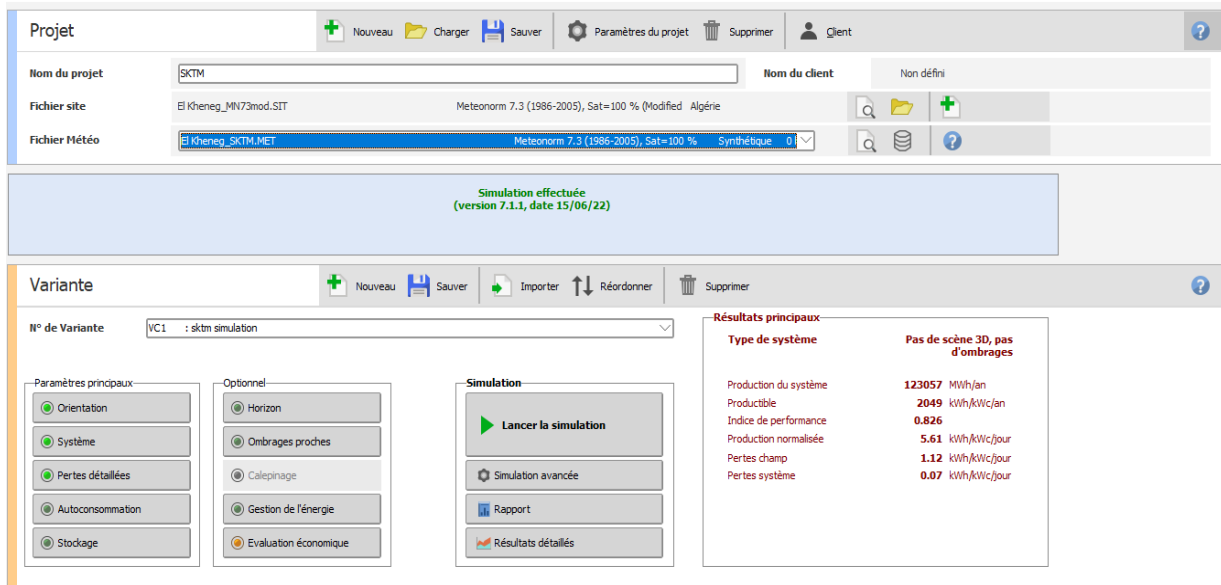 Projet Nouveau Charger Sauver Paramètres du projet Supprimer Client
Nom du projet SKTM Nom du client Non défini
Fichier site El Kheneg_MN73mod.SIT Meteonorm 7.3 (1986-2005), Sat=100 % (Modified Algérie
Fichier Météo El Kheneg_SKTM.MET Meteonorm 7.3 (1986-2005), Sat=100 % Synthétique 0
Simulation effectuée
(version 7.1.1, date 15/06/22)
Variante Nouveau Sauver Importer Réordonner Supprimer
N° de Variante VC1 : sktm simulation
Paramètres principaux
Orientation
Système
Pertes détaillées
Autoconsommation
Stockage
Optionnel
Horizon
Ombrages proches
Calepinage
Gestion de l'énergie
Evaluation économique
Simulation
Lancer la simulation
Simulation avancée
Rapport
Résultats détaillés
Résultats principaux
Type de système Pas de scène 3D, pas
d'ombrages
Production du système 123057 MWh/an
Productible 2049 kWh/kWc/an
Indice de performance 0.826
Production normalisée 5.61 kWh/kWc/jour
Pertes champ 1.12 kWh/kWc/jour
Pertes système 0.07 kWh/kWc/jour